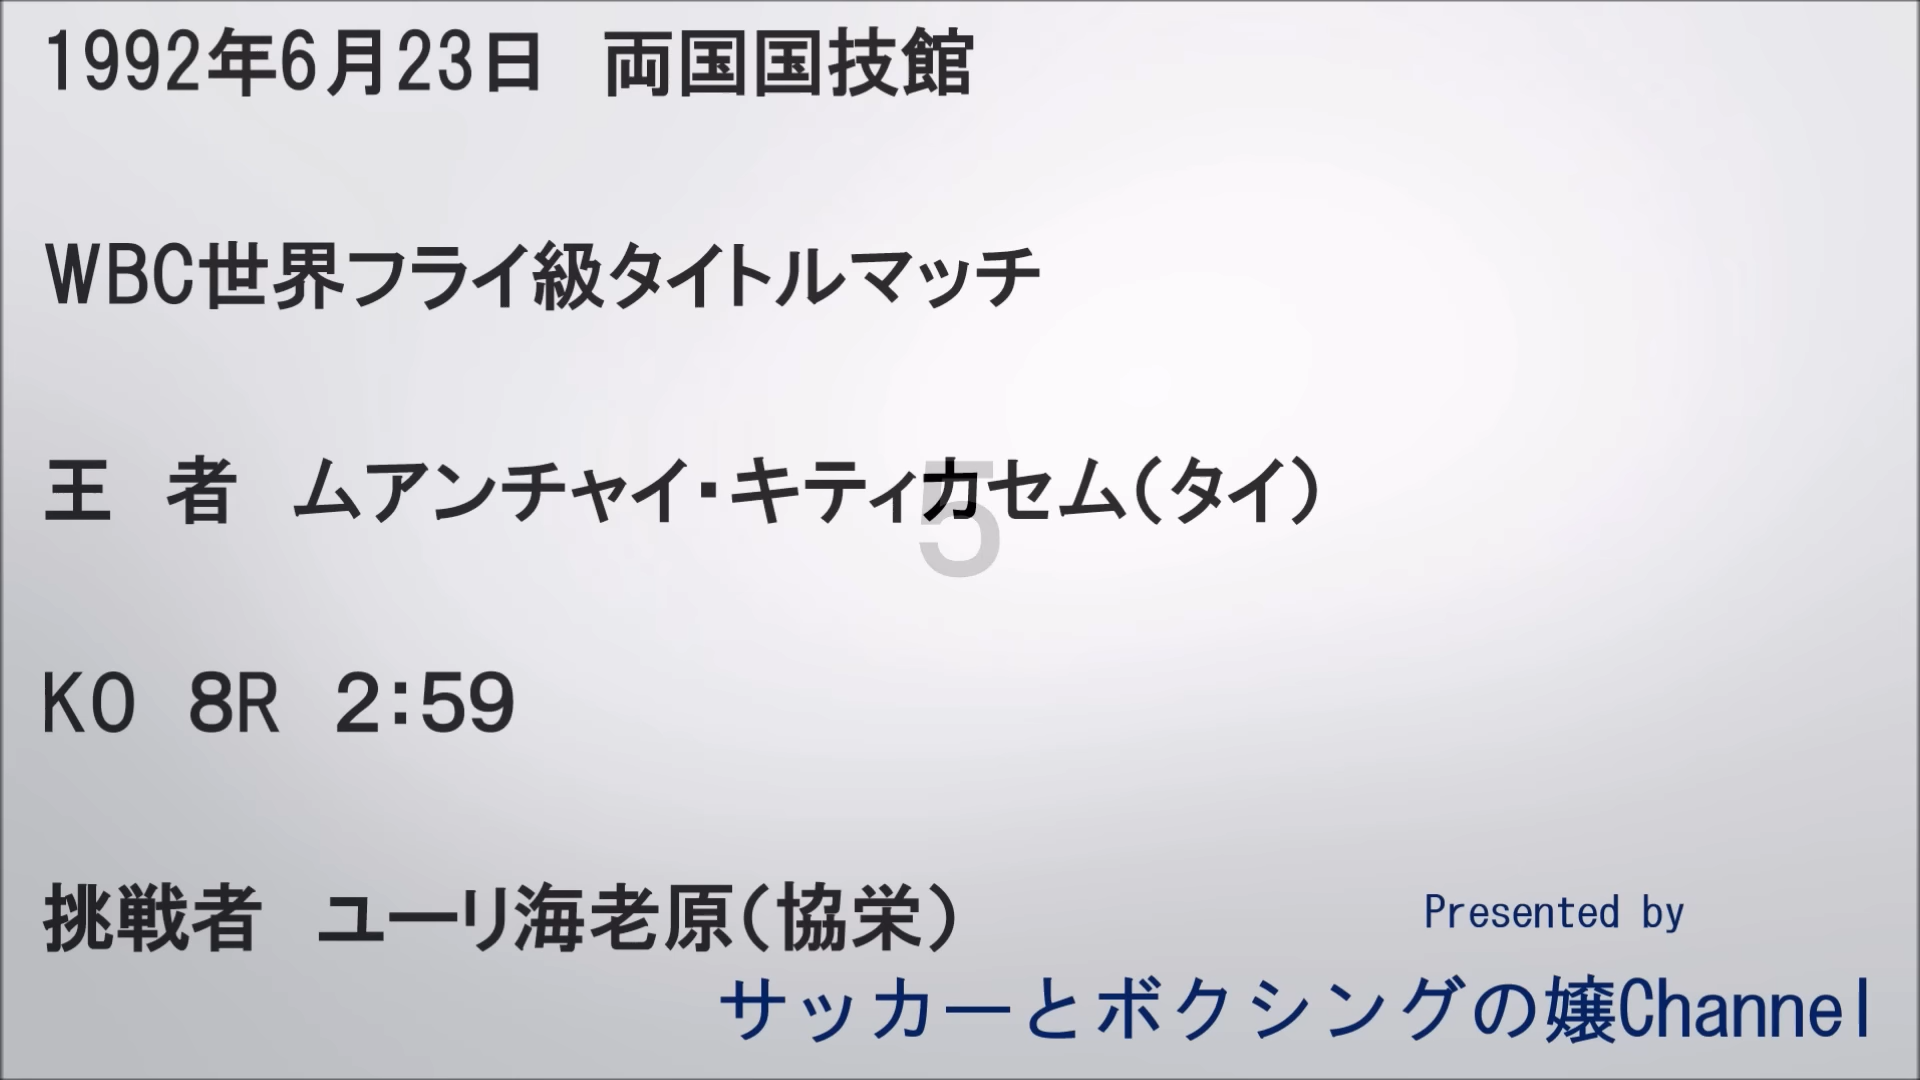 1992年6月23日　両国国技館
WBC世界フライ級タイトルマッチ
王　者　ムアンチャイ・キティカセム(タイ)
5
KO　8R　2:59
挑戦者　ユーリ海老原(協栄)
Presented by
サッカーとボクシングの嬢Channel